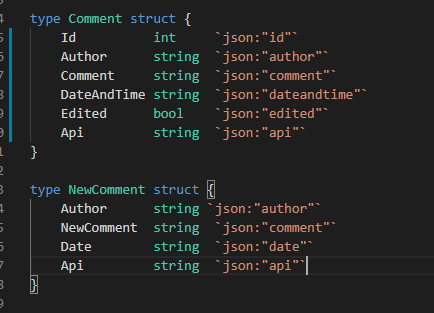 type Comment struct {
    Id          int    `json:"id"`
    Author      string `json:"author"`
    Comment     string `json:"comment"`
    DateAndTime string `json:"dateandtime"`
    Edited      bool   `json:"edited"`
    Api         string `json:"api"`
}
type NewComment struct {
    Author     string `json:"author"`
    NewComment string `json:"comment"`
    Date       string `json:"date"`
    Api        string `json:"api"`
}